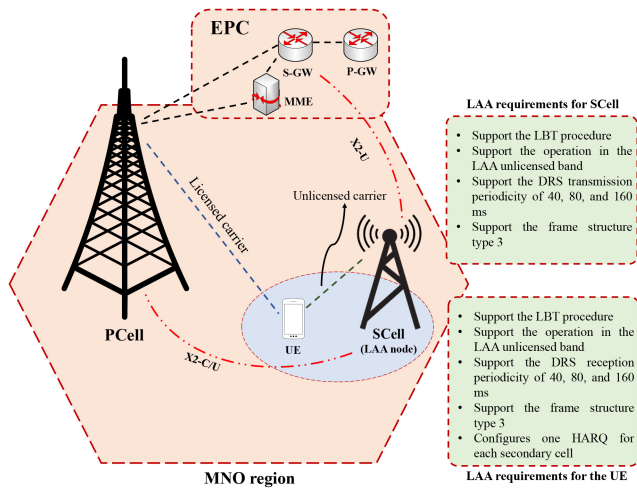 EPC
S-GW
P-GW
MME
X2-U
Licensed carrier
Unlicensed carrier
PCell
UE
SCell
(LAA node)
X2-C/U
MNO region
LAA requirements for SCell
• Support the LBT procedure
• Support the operation in the
LAA unlicensed band
• Support the DRS transmission
periodicity of 40, 80, and 160
ms
• Support the frame structure
type 3
• Support the LBT procedure
• Support the operation in the
LAA unlicensed band
• Support the DRS reception
periodicity of 40, 80, and 160
ms
• Support the frame structure
type 3
• Configures one HARQ for
each secondary cell
LAA requirements for the UE